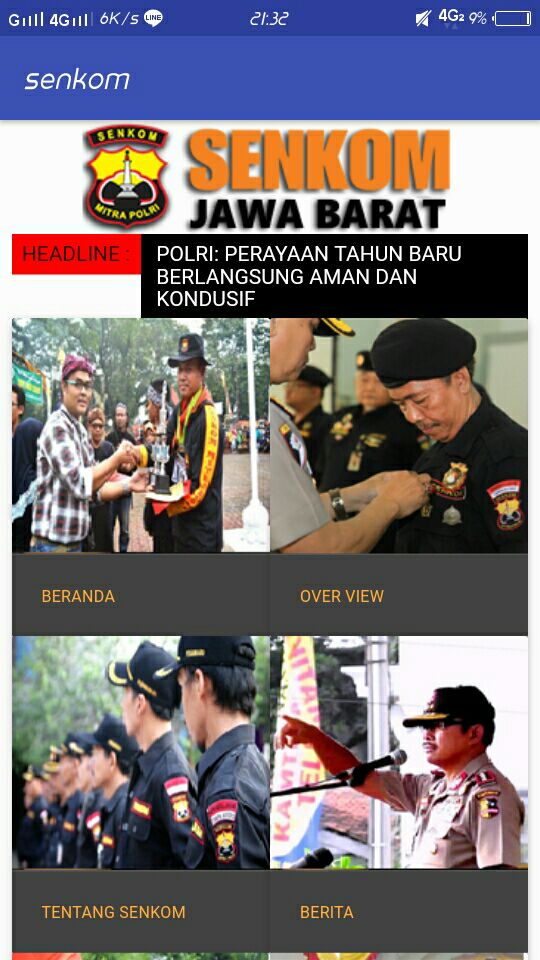 G 4G 6K/s LINE 21:32 4G2 9%
senkom
SENKOM
MITRA POLRI
SENKOM
JAWA BARAT
HEADLINE :
POLRI: PERAYAAN TAHUN BARU
BERLANGSUNG AMAN DAN
KONDUSIF
BERANDA
OVER VIEW
TENTANG SENKOM
BERITA